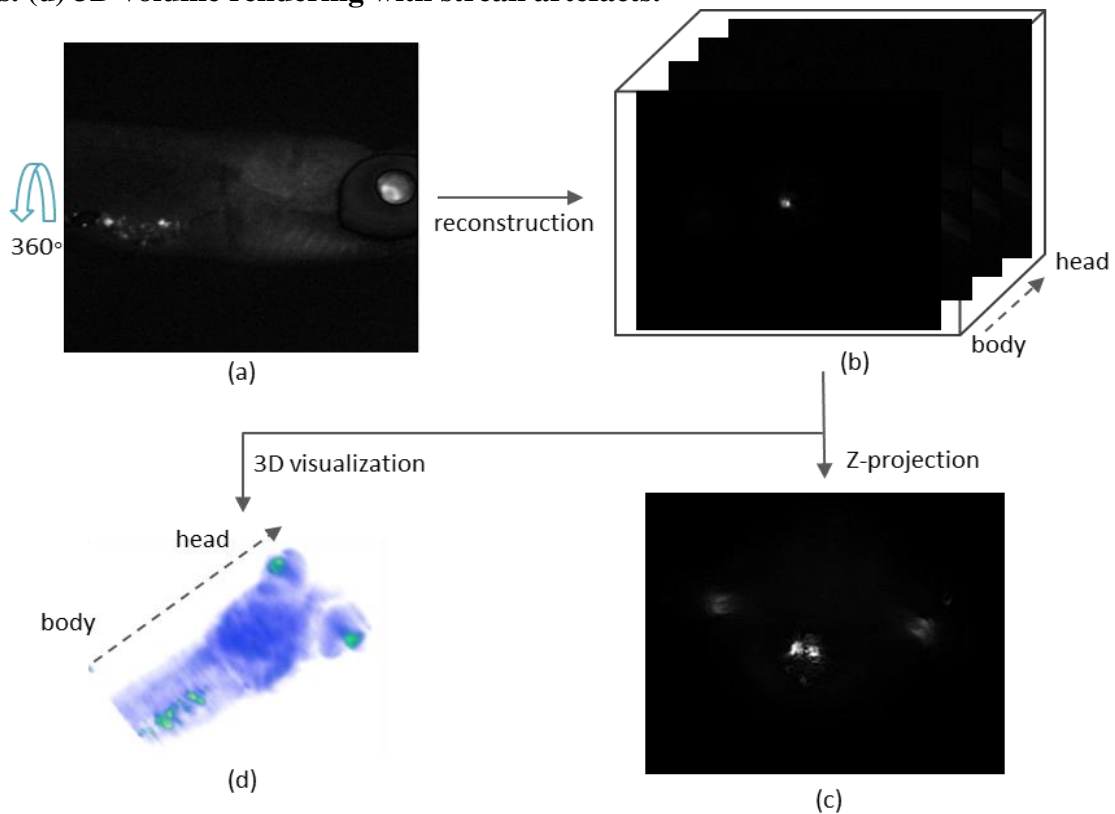 s. (d) 3D volume rendering with streak artefacts.
360°
reconstruction
head
body
(a)
(b)
3D visualization
Z-projection
head
body
(d)
(c)